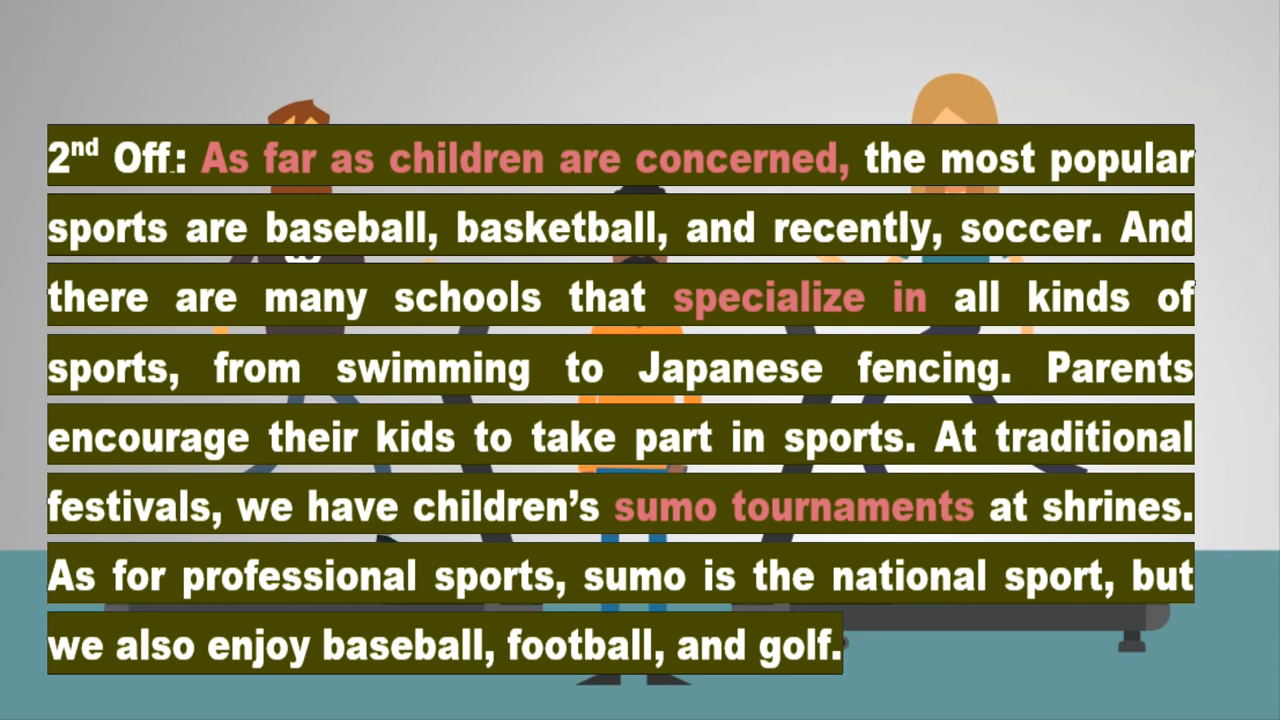 2nd Off.: As far as children are concerned, the most popular
sports are baseball, basketball, and recently, soccer. And
there are many schools that specialize in all kinds of
sports, from swimming to Japanese fencing. Parents
encourage their kids to take part in sports. At traditional
festivals, we have children’s sumo tournaments at shrines.
As for professional sports, sumo is the national sport, but
we also enjoy baseball, football, and golf.